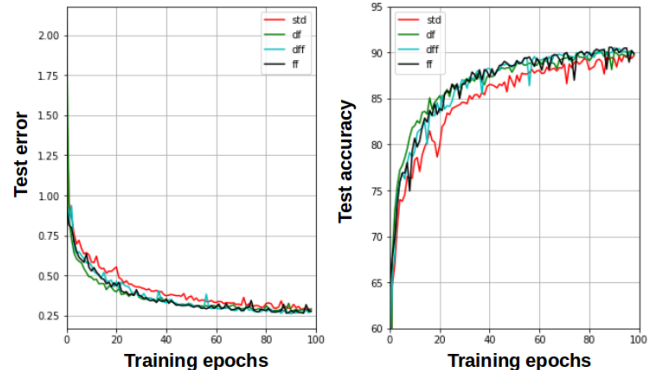 2.00
1.75
1.50
1.25
1.00
0.75
0.50
0.25
0 20 40 60 80 100
Test error
Training epochs
std
df
dff
ff
95
90
85
80
75
70
65
60
0 20 40 60 80 100
Test accuracy
Training epochs
std
df
dff
ff